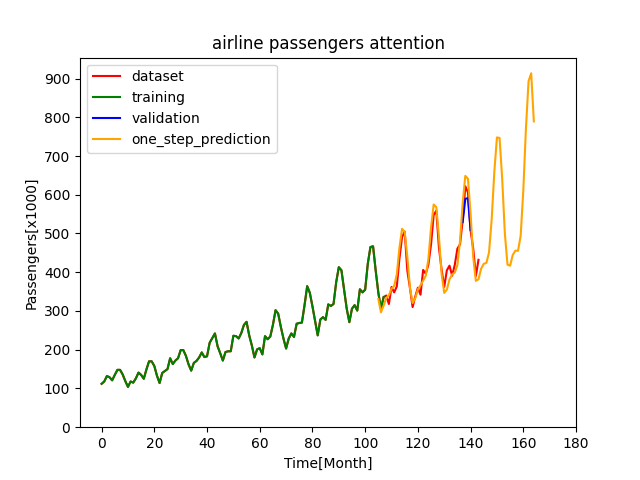 airline passengers attention
dataset
training
validation
one_step_prediction
900
800
700
600
500
400
300
200
100
0
Passengers[x1000]
0 20 40 60 80 100 120 140 160 180
Time[Month]